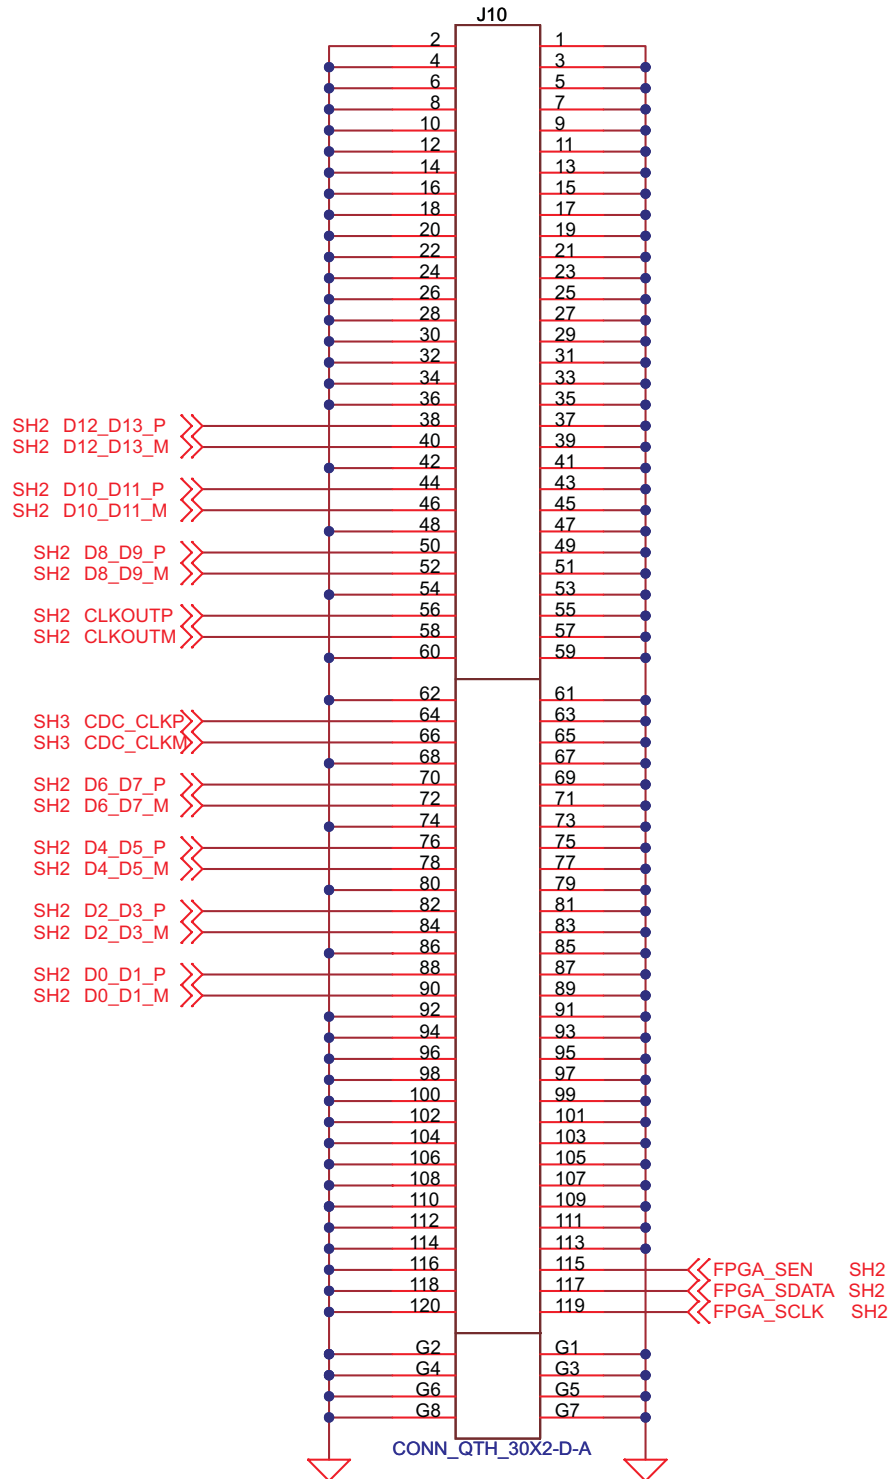 J10
2 1
4 3
6 5
8 7
10 9
12 11
14 13
16 15
18 17
20 19
22 21
24 23
26 25
28 27
30 29
32 31
34 33
36 35
SH2 D12_D13_P 38 37
SH2 D12_D13_M 40 39
42 41
SH2 D10_D11_P 44 43
SH2 D10_D11_M 46 45
48 47
SH2 D8_D9_P 50 49
SH2 D8_D9_M 52 51
54 53
SH2 CLKOUTP 56 55
SH2 CLKOUTM 58 57
60 59
62 61
SH3 CDC_CLKP 64 63
SH3 CDC_CLKM 66 65
68 67
SH2 D6_D7_P 70 69
SH2 D6_D7_M 72 71
74 73
SH2 D4_D5_P 76 75
SH2 D4_D5_M 78 77
80 79
SH2 D2_D3_P 82 81
SH2 D2_D3_M 84 83
86 85
SH2 D0_D1_P 88 87
SH2 D0_D1_M 90 89
92 91
94 93
96 95
98 97
100 99
102 101
104 103
106 105
108 107
110 109
112 111
114 113
116 115 FPGA_SEN SH2
118 117 FPGA_SDATA SH2
120 119 FPGA_SCLK SH2
G2 G1
G4 G3
G6 G5
G8 G7
CONN_QTH_30X2-D-A